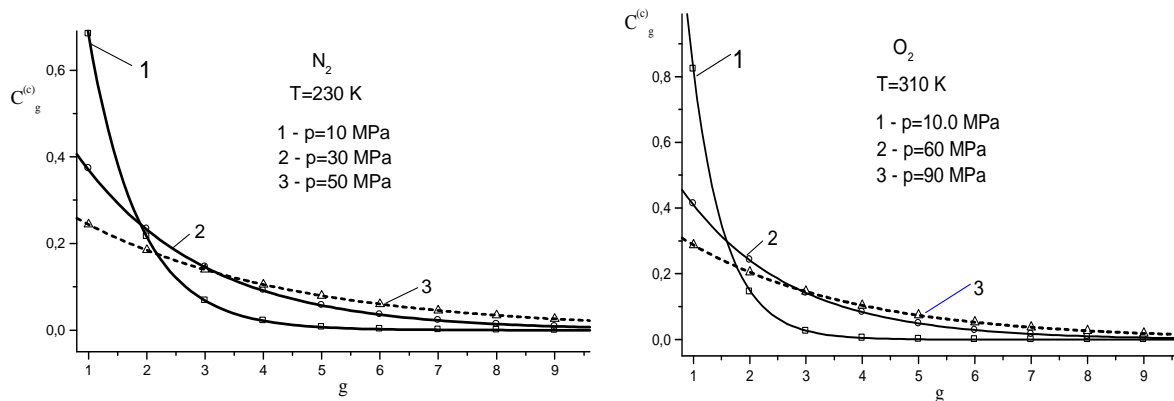 0,6
0,4
0,2
0,0
C_g^(c)
N2
T=230 K
1 - p=10 MPa
2 - p=30 MPa
3 - p=50 MPa
1
2
3
1 2 3 4 5 6 7 8 9
g
C_g^(c)
0,8
0,6
0,4
0,2
0,0
O2
T=310 K
1 - p=10.0 MPa
2 - p=60 MPa
3 - p=90 MPa
1
2
3
1 2 3 4 5 6 7 8 9
g